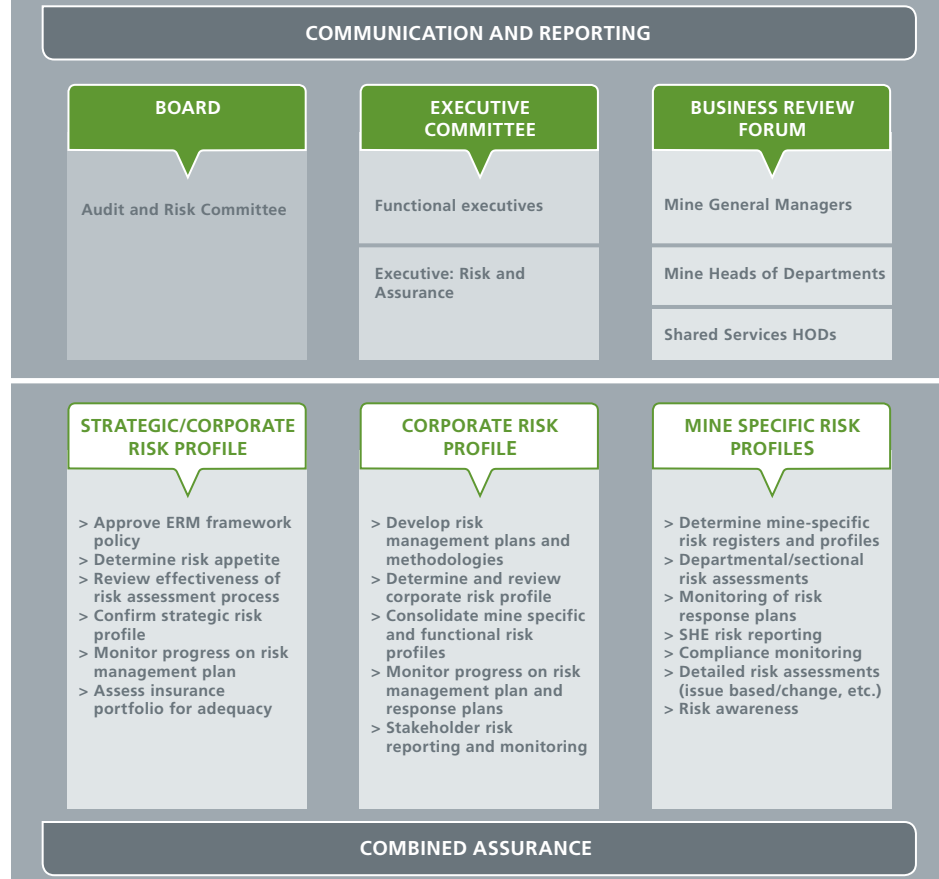 COMMUNICATION AND REPORTING
BOARD
Audit and Risk Committee
EXECUTIVE
COMMITTEE
Functional executives
Executive: Risk and
Assurance
BUSINESS REVIEW
FORUM
Mine General Managers
Mine Heads of Departments
Shared Services HODs
STRATEGIC/CORPORATE
RISK PROFILE
> Approve ERM framework
policy
> Determine risk appetite
> Review effectiveness of
risk assessment process
> Confirm strategic risk
profile
> Monitor progress on risk
management plan
> Assess insurance
portfolio for adequacy
CORPORATE RISK
PROFILE
> Develop risk
management plans and
methodologies
> Determine and review
corporate risk profile
> Consolidate mine specific
and functional risk
profiles
> Monitor progress on risk
management plan and
response plans
> Stakeholder risk
reporting and monitoring
MINE SPECIFIC RISK
PROFILES
> Determine mine-specific
risk registers and profiles
> Departmental/sectional
risk assessments
> Monitoring of risk
response plans
> SHE risk reporting
> Compliance monitoring
> Detailed risk assessments
(issue based/change, etc.)
> Risk awareness
COMBINED ASSURANCE